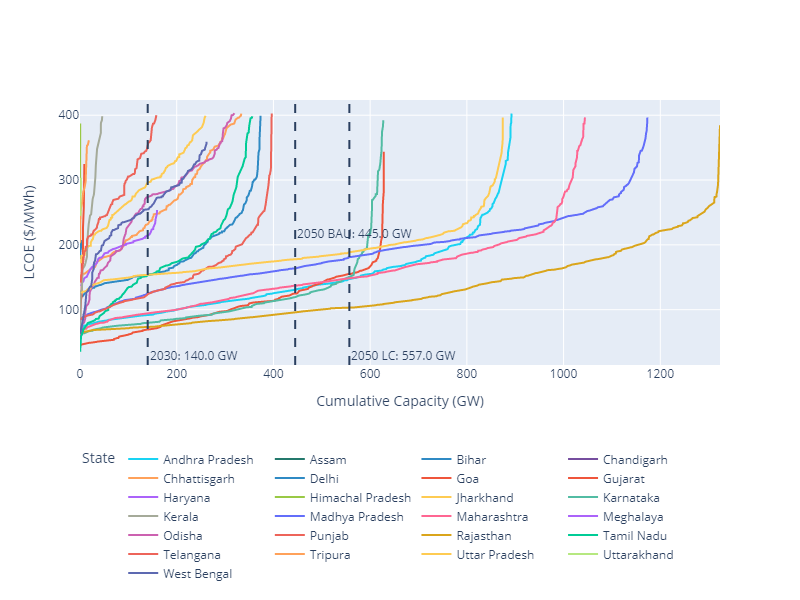 400
300
200
100
LCOE ($/MWh)
2050 BAU: 445.0 GW
2030: 140.0 GW
2050 LC: 557.0 GW
0
200
400
600
800
1000
1200
Cumulative Capacity (GW)
State
Andhra Pradesh
Assam
Bihar
Chandigarh
Chhattisgarh
Delhi
Goa
Gujarat
Haryana
Himachal Pradesh
Jharkhand
Karnataka
Kerala
Madhya Pradesh
Maharashtra
Meghalaya
Odisha
Punjab
Rajasthan
Tamil Nadu
Telangana
Tripura
Uttar Pradesh
Uttarakhand
West Bengal